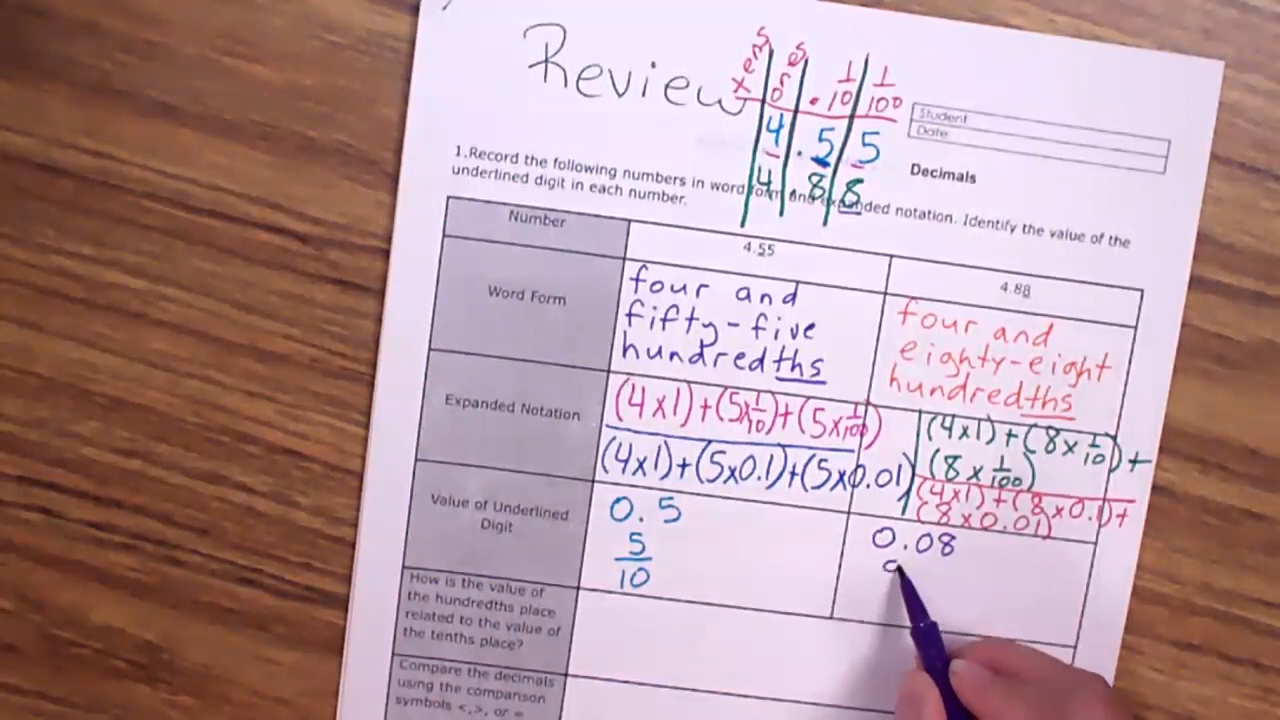 Review
Tens ones . 1/10 1/100
4 . 5 5
4 . 8 8
Student
Date
Decimals
1.Record the following numbers in word form and expanded notation. Identify the value of the
underlined digit in each number.
Number
4.55
4.88
Word Form
four and
fifty-five
hundredths
four and
eighty-eight
hundredths
Expanded Notation
(4x1)+(5x1/10)+(5x1/100)
(4x1)+(5x0.1)+(5x0.01)
(4x1)+(8x1/10)+
(8x1/100)
(4x1)+(8x0.1)+
(8x0.01)
Value of Underlined
Digit
0.5
5/10
0.08
How is the value of
the hundredths place
related to the value of
the tenths place?
Compare the decimals
using the comparison
symbols <,>, or =